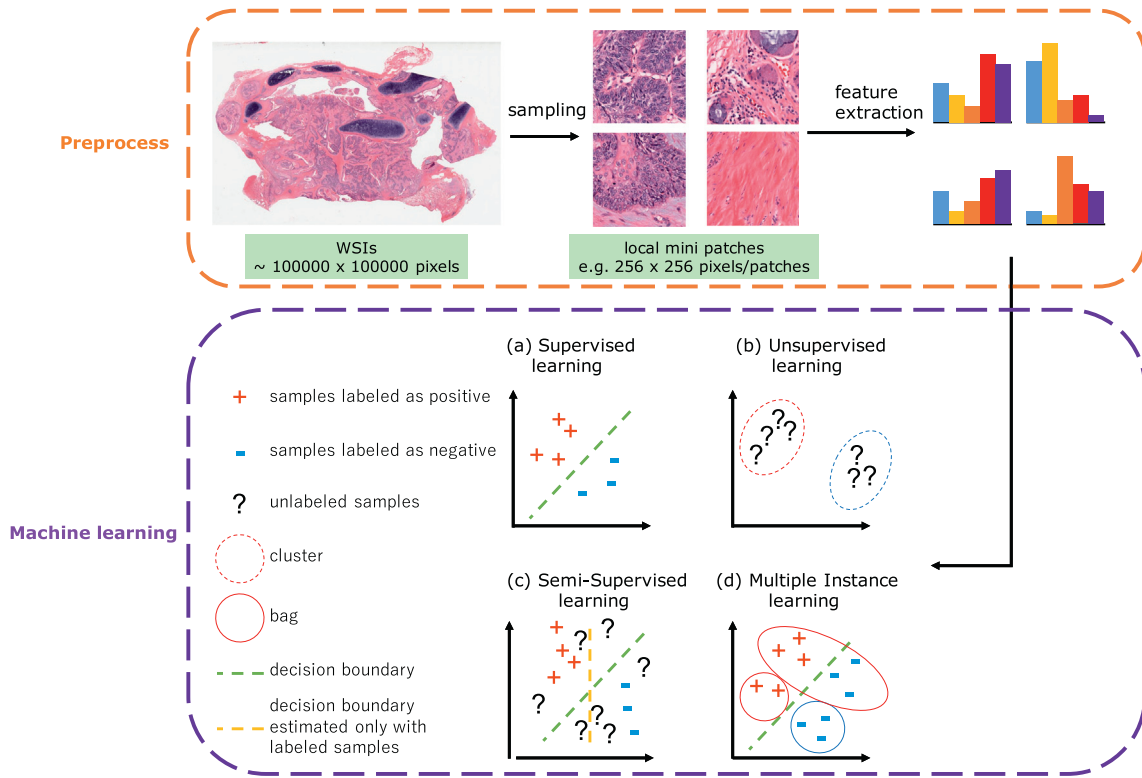 Preprocess
sampling
feature
extraction
WSIs
~ 100000 x 100000 pixels
local mini patches
e.g. 256 x 256 pixels/patches
Machine learning
samples labeled as positive
samples labeled as negative
? unlabeled samples
cluster
bag
decision boundary
decision boundary
estimated only with
labeled samples
(a) Supervised
learning
(b) Unsupervised
learning
? ? ? ? ?
? ? ? ?
(c) Semi-Supervised
learning
? ? ? ? ? ? ? ?
(d) Multiple Instance
learning